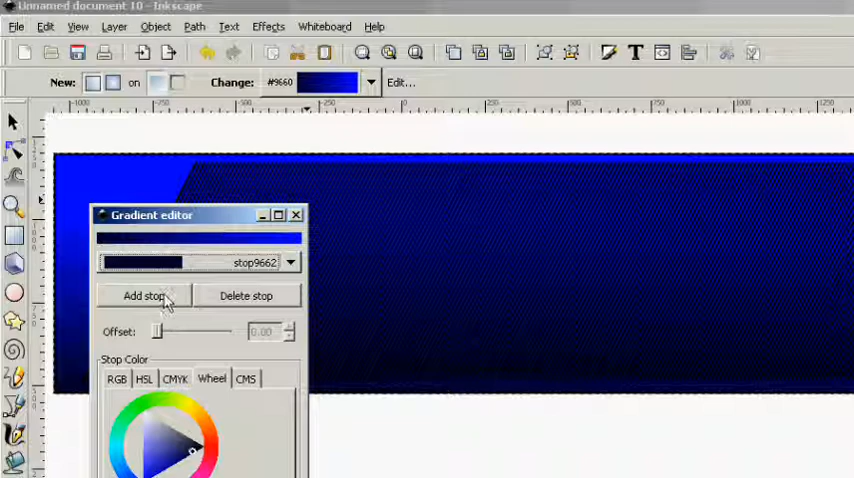 Unnamed document 10 - Inkscape
File Edit View Layer Object Path Text Effects Whiteboard Help
New: on Change: #9660 Edit...
-1000 -750 -500 -250 0 250 500 750 1000 1250
Gradient editor
stop9662
Add stop Delete stop
Offset: 0.00
Stop Color
RGB HSL CMYK Wheel CMS